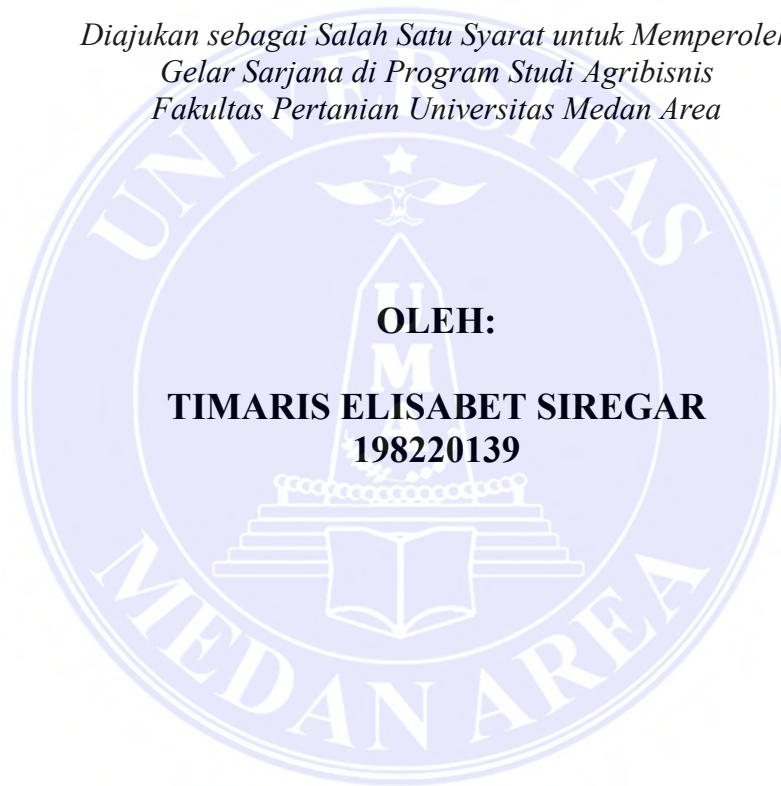 Diajukan sebagai Salah Satu Syarat untuk Memperoleh
Gelar Sarjana di Program Studi Agribisnis
Fakultas Pertanian Universitas Medan Area
UNIVERSITAS
UMA
OLEH:
TIMARIS ELISABET SIREGAR
198220139
MEDAN AREA